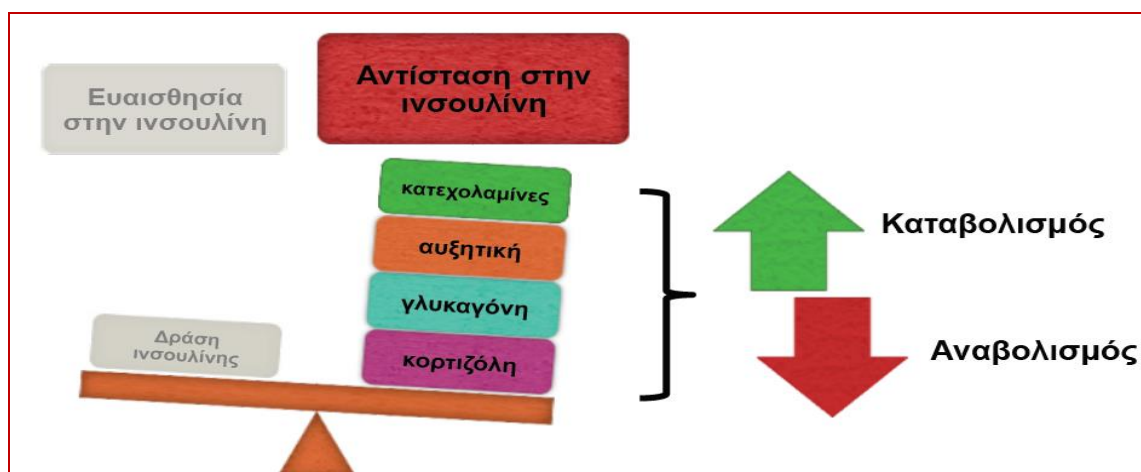 Ευαισθησία
στην ινσουλίνη
Αντίσταση στην
ινσουλίνη
κατεχολαμίνες
αυξητική
γλυκαγόνη
κορτιζόλη
Δράση
ινσουλίνης
Καταβολισμός
Αναβολισμός